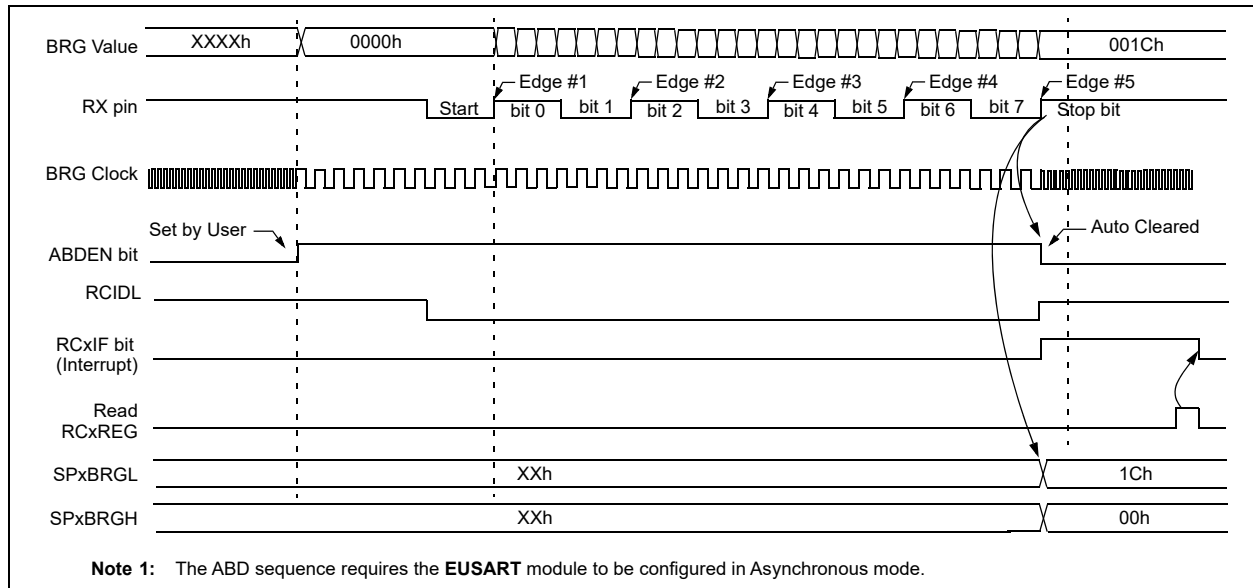 BRG Value
XXXXh
0000h
001Ch
Edge #1
Edge #2
Edge #3
Edge #4
Edge #5
RX pin
Start
bit 0
bit 1
bit 2
bit 3
bit 4
bit 5
bit 6
bit 7
Stop bit
BRG Clock
Set by User
Auto Cleared
ABDEN bit
RCIDL
RCxIF bit
(Interrupt)
Read
RCxREG
SPxBRGL
XXh
1Ch
SPxBRGH
XXh
00h
Note 1: The ABD sequence requires the EUSART module to be configured in Asynchronous mode.